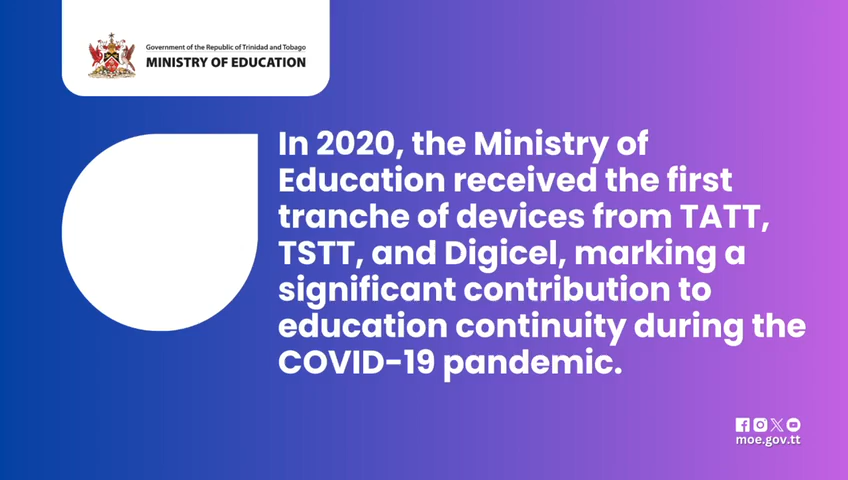 Government of the Republic of Trinidad and Tobago
MINISTRY OF EDUCATION
In 2020, the Ministry of
Education received the first
tranche of devices from TATT,
TSTT, and Digicel, marking a
significant contribution to
education continuity during the
COVID-19 pandemic.
moe.gov.tt